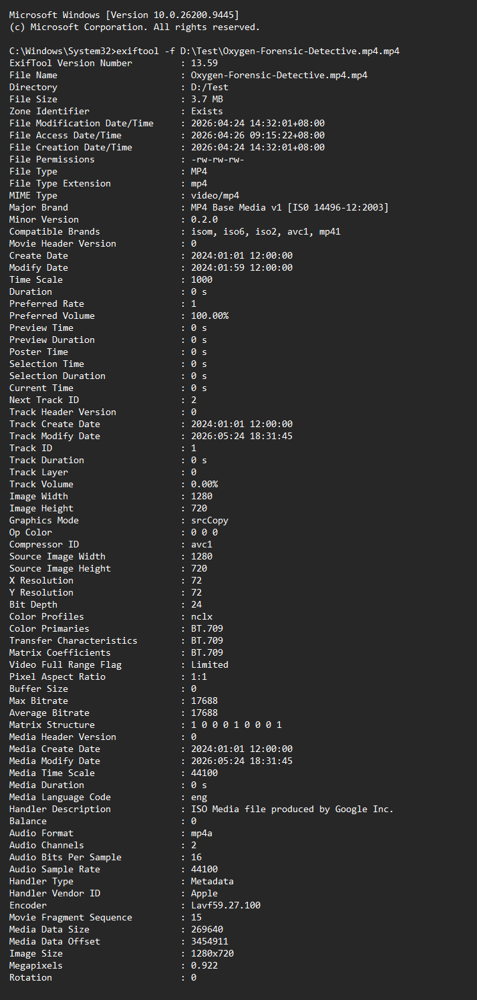 Microsoft Windows [Version 10.0.26200.9445]
(c) Microsoft Corporation. All rights reserved.
C:\Windows\System32>exiftool -f D:\Test\Oxygen-Forensic-Detective.mp4.mp4
ExifTool Version Number : 13.59
File Name : Oxygen-Forensic-Detective.mp4.mp4
Directory : D:/Test
File Size : 3.7 MB
Zone Identifier : Exists
File Modification Date/Time : 2026:04:24 14:32:01+08:00
File Access Date/Time : 2026:04:26 09:15:22+08:00
File Creation Date/Time : 2026:04:24 14:32:01+08:00
File Permissions : -rw-rw-rw-
File Type : MP4
File Type Extension : mp4
MIME Type : video/mp4
Major Brand : MP4 Base Media v1 [IS0 14496-12:2003]
Minor Version : 0.2.0
Compatible Brands : isom, iso6, iso2, avc1, mp41
Movie Header Version : 0
Create Date : 2024:01:01 12:00:00
Modify Date : 2024:01:59 12:00:00
Time Scale : 1000
Duration : 0 s
Preferred Rate : 1
Preferred Volume : 100.00%
Preview Time : 0 s
Preview Duration : 0 s
Poster Time : 0 s
Selection Time : 0 s
Selection Duration : 0 s
Current Time : 0 s
Next Track ID : 2
Track Header Version : 0
Track Create Date : 2024:01:01 12:00:00
Track Modify Date : 2026:05:24 18:31:45
Track ID : 1
Track Duration : 0 s
Track Layer : 0
Track Volume : 0.00%
Image Width : 1280
Image Height : 720
Graphics Mode : srcCopy
Op Color : 0 0 0
Compressor ID : avc1
Source Image Width : 1280
Source Image Height : 720
X Resolution : 72
Y Resolution : 72
Bit Depth : 24
Color Profiles : nclx
Color Primaries : BT.709
Transfer Characteristics : BT.709
Matrix Coefficients : BT.709
Video Full Range Flag : Limited
Pixel Aspect Ratio : 1:1
Buffer Size : 0
Max Bitrate : 17688
Average Bitrate : 17688
Matrix Structure : 1 0 0 0 1 0 0 0 1
Media Header Version : 0
Media Create Date : 2024:01:01 12:00:00
Media Modify Date : 2026:05:24 18:31:45
Media Time Scale : 44100
Media Duration : 0 s
Media Language Code : eng
Handler Description : ISO Media file produced by Google Inc.
Balance : 0
Audio Format : mp4a
Audio Channels : 2
Audio Bits Per Sample : 16
Audio Sample Rate : 44100
Handler Type : Metadata
Handler Vendor ID : Apple
Encoder : Lavf59.27.100
Movie Fragment Sequence : 15
Media Data Size : 269640
Media Data Offset : 3454911
Image Size : 1280x720
Megapixels : 0.922
Rotation : 0